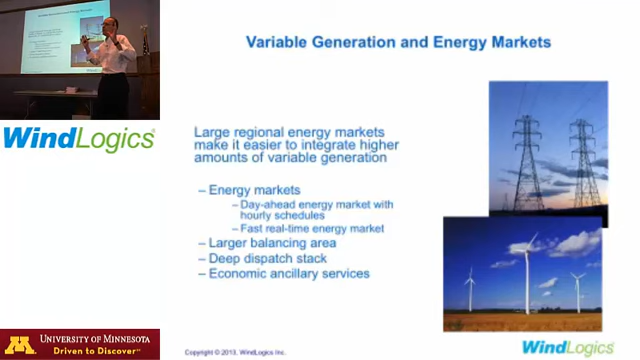 Variable Generation and Energy Markets
WindLogics
Large regional energy markets
make it easier to integrate higher
amounts of variable generation
– Energy markets
– Day-ahead energy market with
hourly schedules
– Fast real-time energy market
– Larger balancing area
– Deep dispatch stack
– Economic ancillary services
UNIVERSITY OF MINNESOTA
Driven to Discover
Copyright © 2013, WindLogics Inc.
WindLogics